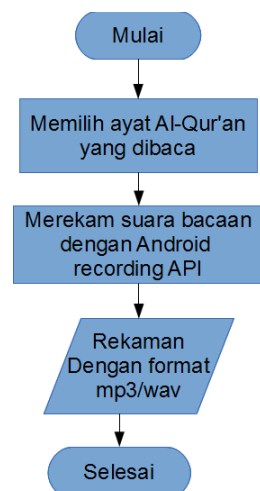 Mulai
Memilih ayat Al-Qur'an
yang dibaca
Merekam suara bacaan
dengan Android
recording API
Rekaman
Dengan format
mp3/wav
Selesai